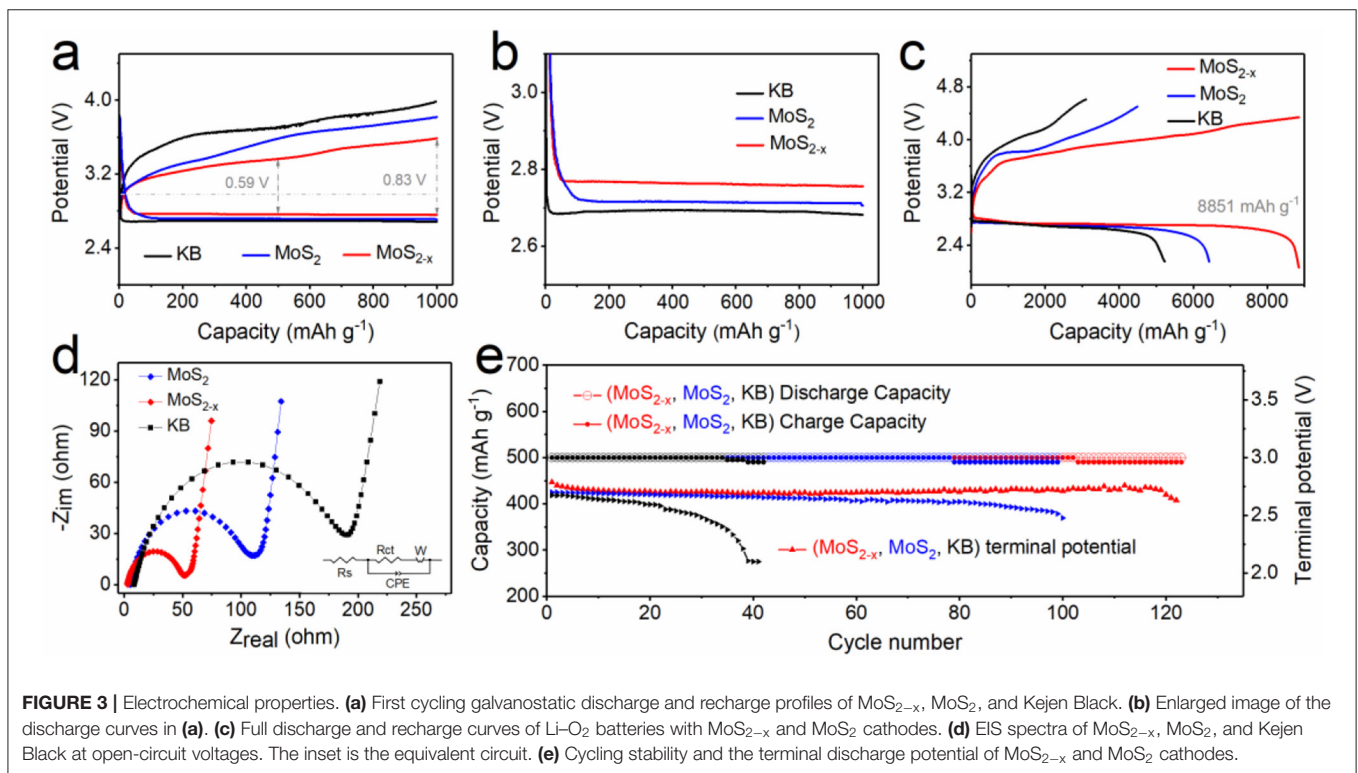 a
4.0
3.2
2.4
Potential (V)
0.59 V
0.83 V
KB
MoS₂
MoS₂₋ₓ
0 200 400 600 800 1000
Capacity (mAh g⁻¹)
b
3.0
2.8
2.6
Potential (V)
KB
MoS₂
MoS₂₋ₓ
0 200 400 600 800 1000
Capacity (mAh g⁻¹)
c
4.8
4.0
3.2
2.4
Potential (V)
MoS₂₋ₓ
MoS₂
KB
8851 mAh g⁻¹
0 2000 4000 6000 8000
Capacity (mAh g⁻¹)
d
120
90
60
30
0
-Zim (ohm)
MoS₂
MoS₂₋ₓ
KB
Rs
Rct
W
CPE
0 50 100 150 200 250
Zreal (ohm)
e
700
600
500
400
300
200
Capacity (mAh g⁻¹)
(MoS₂₋ₓ, MoS₂, KB) Discharge Capacity
(MoS₂₋ₓ, MoS₂, KB) Charge Capacity
(MoS₂₋ₓ, MoS₂, KB) terminal potential
3.5
3.0
2.5
2.0
Terminal potential (V)
0 20 40 60 80 100 120
Cycle number
FIGURE 3 | Electrochemical properties. (a) First cycling galvanostatic discharge and recharge profiles of MoS₂₋ₓ, MoS₂, and Kejen Black. (b) Enlarged image of the
discharge curves in (a). (c) Full discharge and recharge curves of Li–O₂ batteries with MoS₂₋ₓ and MoS₂ cathodes. (d) EIS spectra of MoS₂₋ₓ, MoS₂, and Kejen
Black at open-circuit voltages. The inset is the equivalent circuit. (e) Cycling stability and the terminal discharge potential of MoS₂₋ₓ and MoS₂ cathodes.